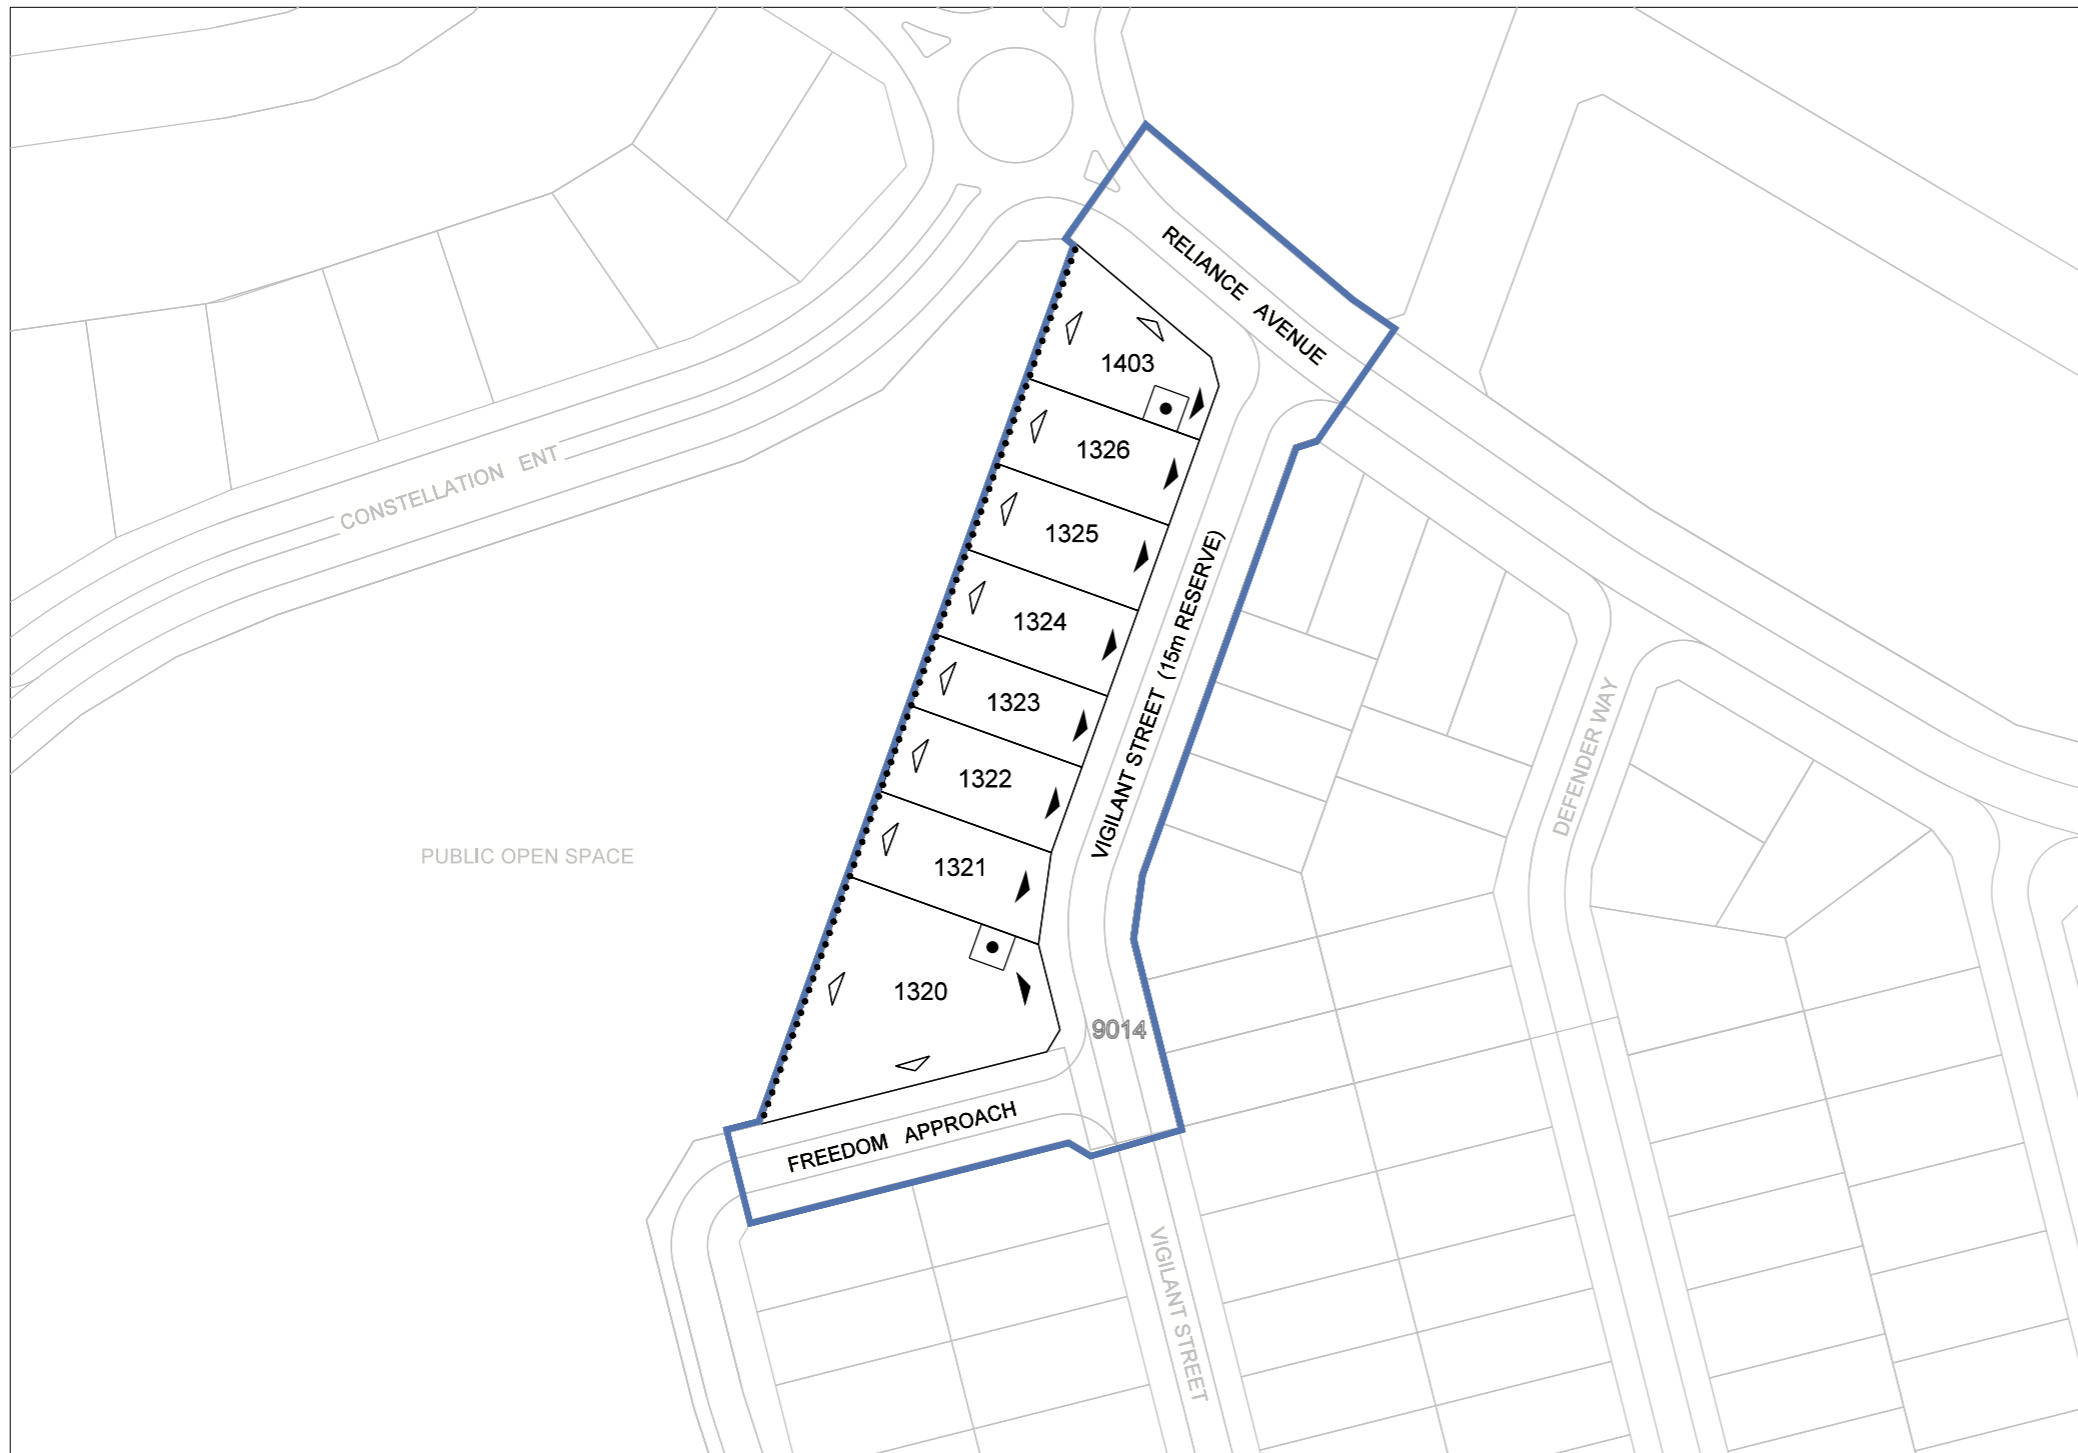 RELIANCE AVENUE
1403
1326
CONSTELLATION ENT
1325
1324
VIGILANT STREET (15m RESERVE)
1323
DEFENDER WAY
1322
PUBLIC OPEN SPACE
1321
1320
9014
FREEDOM APPROACH
VIGILANT STREET